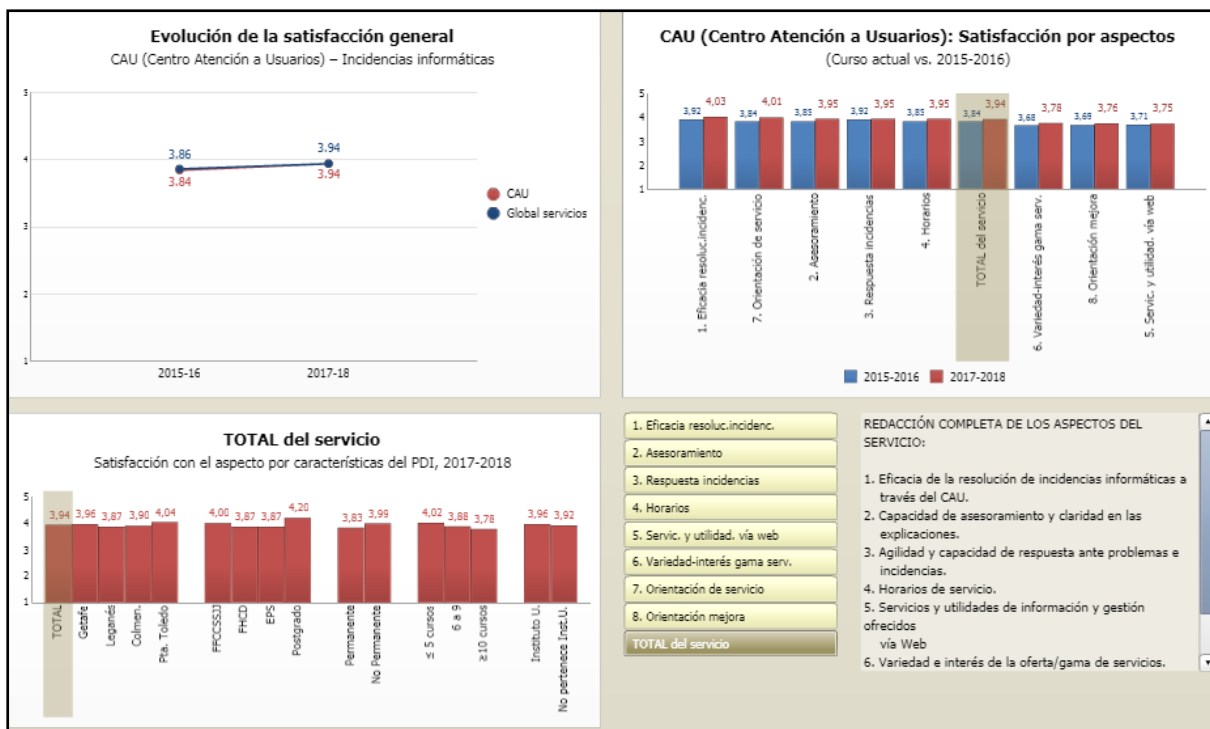 Evolución de la satisfacción general
CAU (Centro Atención a Usuarios) – Incidencias informáticas
5
4
3
2
1
3.86
3.84
3.94
3.94
2015-16
2017-18
CAU
Global servicios
CAU (Centro Atención a Usuarios): Satisfacción por aspectos
(Curso actual vs. 2015-2016)
5
4
3
2
1
3,92
4,03
3,84
4,01
3,83
3,95
3,92
3,95
3,83
3,95
3,84
3,94
3,68
3,78
3,69
3,76
3,71
3,75
1. Eficacia resoluc.incidenc.
7. Orientación de servicio
2. Asesoramiento
3. Respuesta incidencias
4. Horarios
TOTAL del servicio
6. Variedad-interés gama serv.
8. Orientación mejora
5. Servic. y utilidad. vía web
2015-2016
2017-2018
TOTAL del servicio
Satisfacción con el aspecto por características del PDI, 2017-2018
5
4
3
2
1
3,94
3,96
3,87
3,90
4,04
4,00
3,87
3,87
4,20
3,83
3,99
4,02
3,88
3,78
3,96
3,92
TOTAL
Getafe
Leganés
Colmen.
Pta. Toledo
FFCCSSJJ
FHCD
EPS
Postgrado
Permanente
No Permanente
≤ 5 cursos
6 a 9
≥10 cursos
Instituto U.
No pertenece Inst.U.
1. Eficacia resoluc.incidenc.
2. Asesoramiento
3. Respuesta incidencias
4. Horarios
5. Servic. y utilidad. vía web
6. Variedad-interés gama serv.
7. Orientación de servicio
8. Orientación mejora
TOTAL del servicio
REDACCIÓN COMPLETA DE LOS ASPECTOS DEL
SERVICIO:
1. Eficacia de la resolución de incidencias informáticas a
través del CAU.
2. Capacidad de asesoramiento y claridad en las
explicaciones.
3. Agilidad y capacidad de respuesta ante problemas e
incidencias.
4. Horarios de servicio.
5. Servicios y utilidades de información y gestión
ofrecidos
vía Web
6. Variedad e interés de la oferta/gama de servicios.